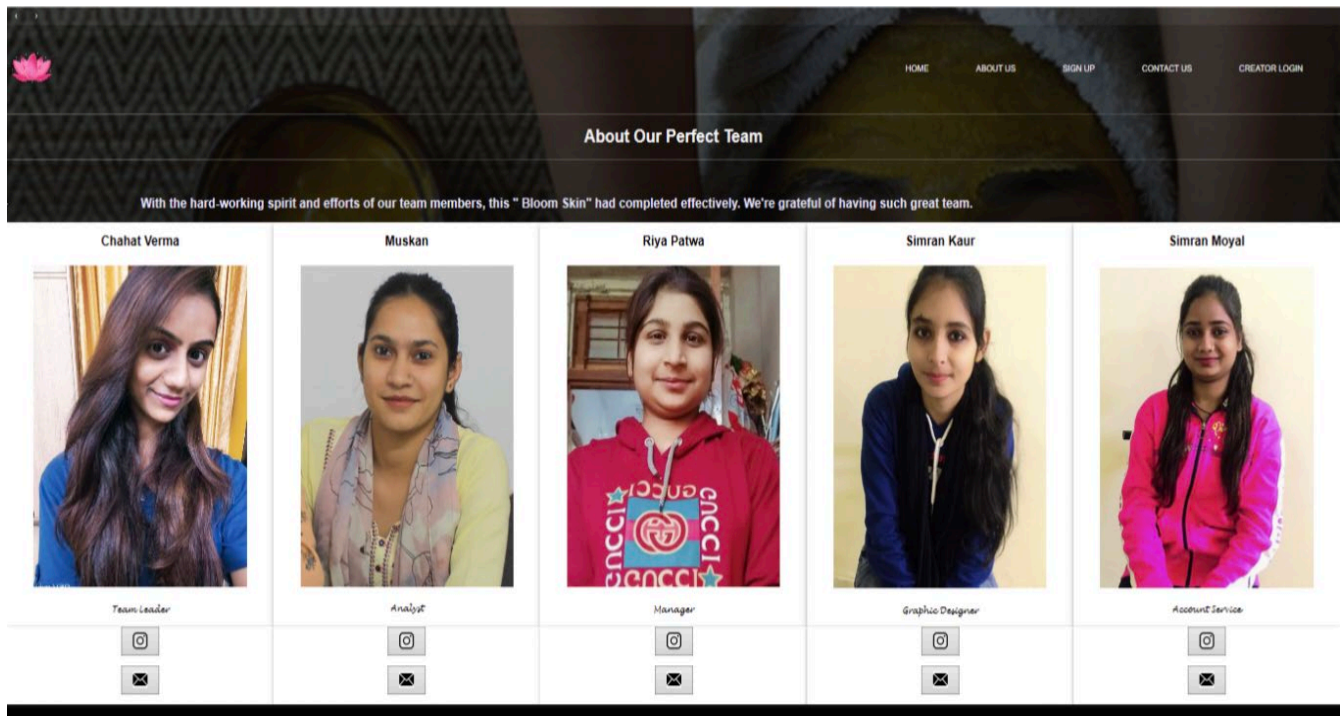 HOME ABOUT US SIGN UP CONTACT US CREATOR LOGIN
About Our Perfect Team
With the hard-working spirit and efforts of our team members, this " Bloom Skin" had completed effectively. We're grateful of having such great team.
Chahat Verma Muskan Riya Patwa Simran Kaur Simran Moyal
GUCCI GUCCI
GUCCI GUCCI
Team Leader Analyst Manager Graphic Designer Account Service